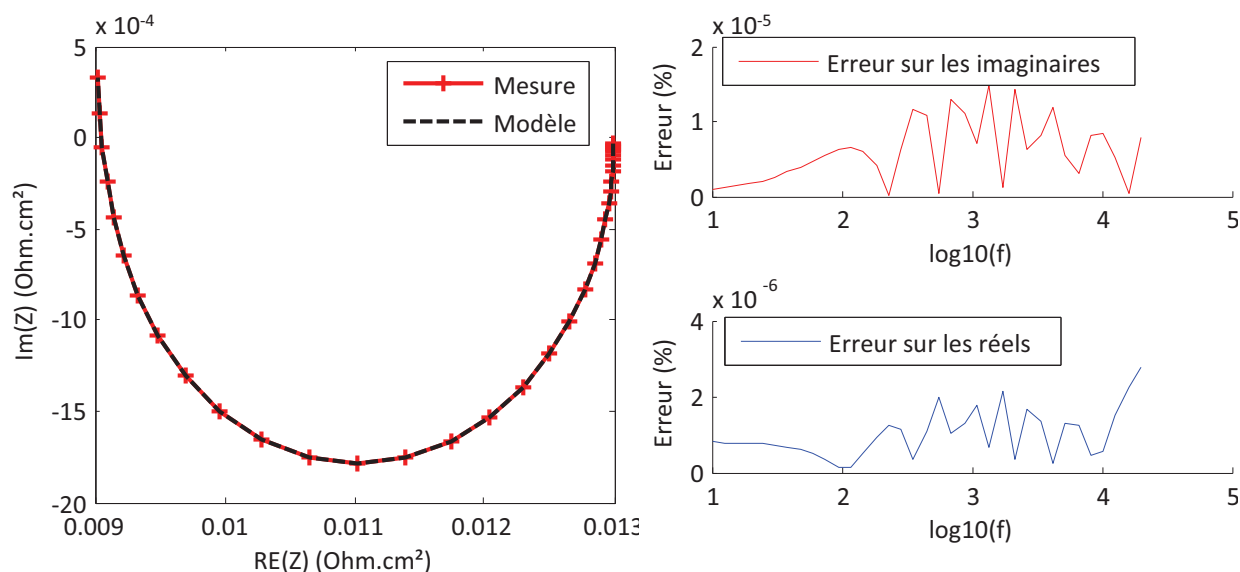 x 10-4
5
0
-5
-10
-15
-20
Im(Z) (Ohm.cm²)
Mesure
Modèle
0.009
0.01
0.011
0.012
0.013
RE(Z) (Ohm.cm²)
x 10-5
2
1
0
Erreur (%)
Erreur sur les imaginaires
1
2
3
4
5
log10(f)
x 10-6
4
2
0
Erreur (%)
Erreur sur les réels
1
2
3
4
5
log10(f)